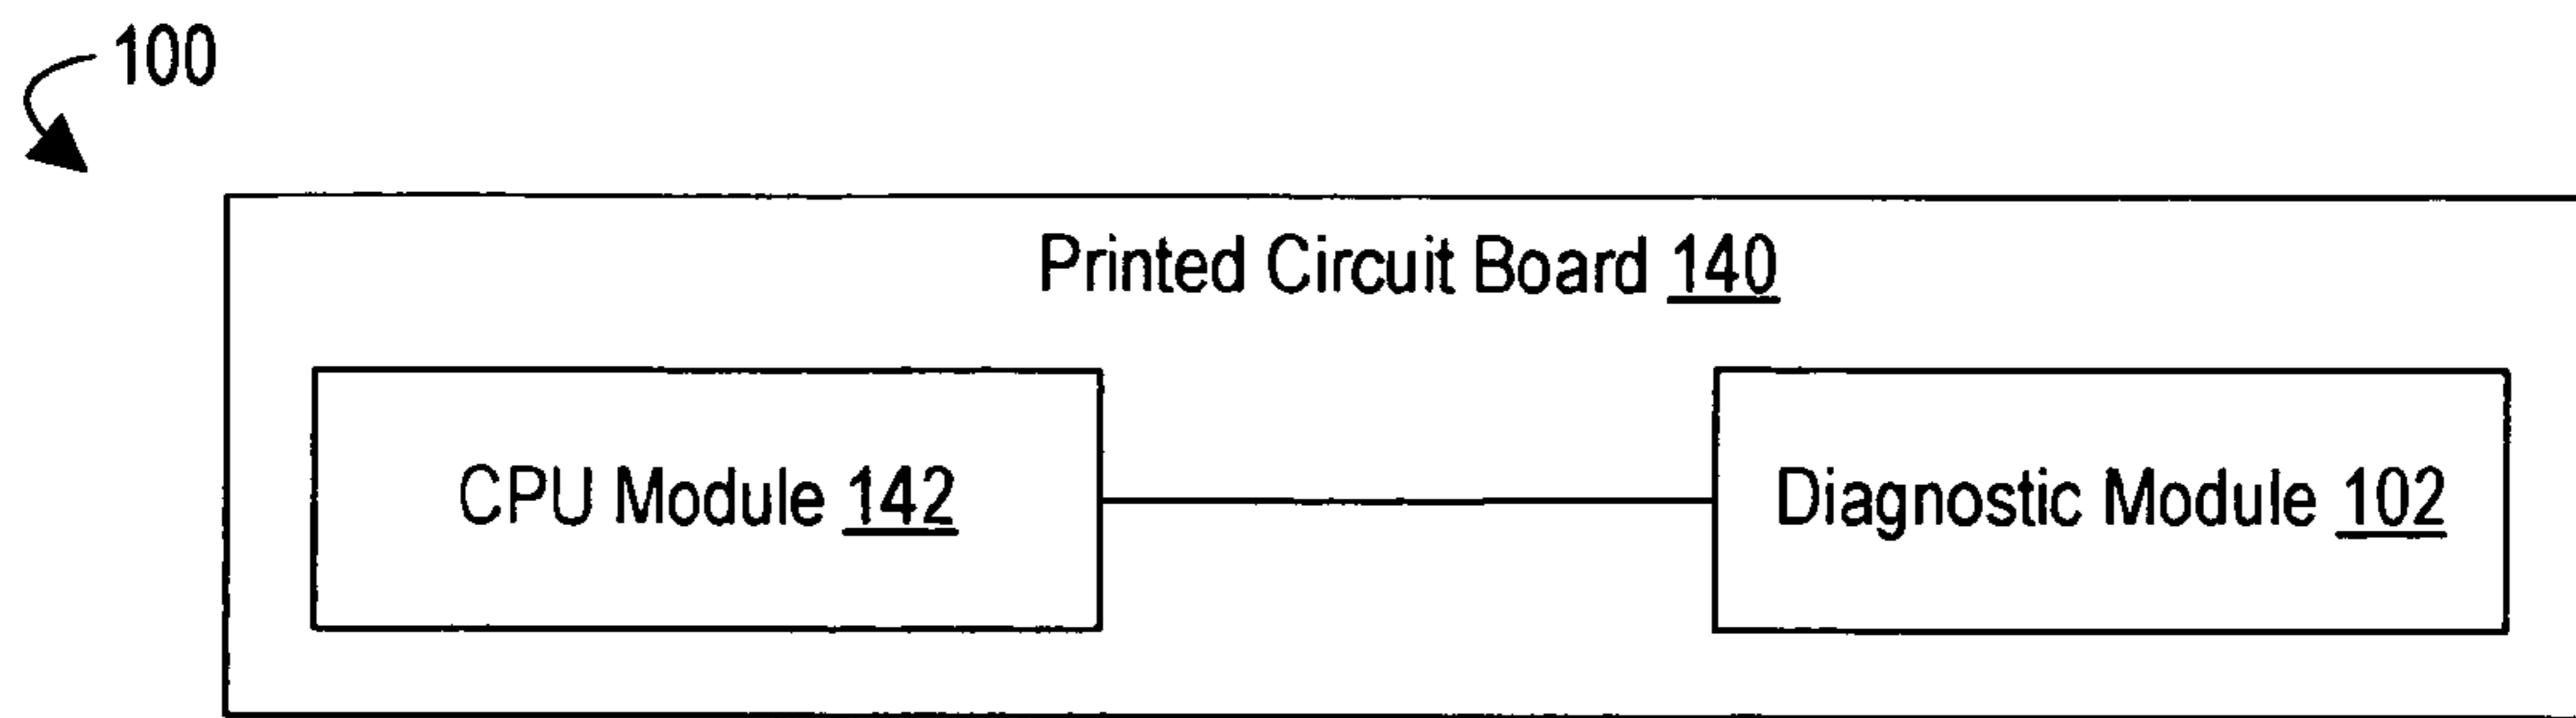 100
Printed Circuit Board 140
CPU Module 142
Diagnostic Module 102